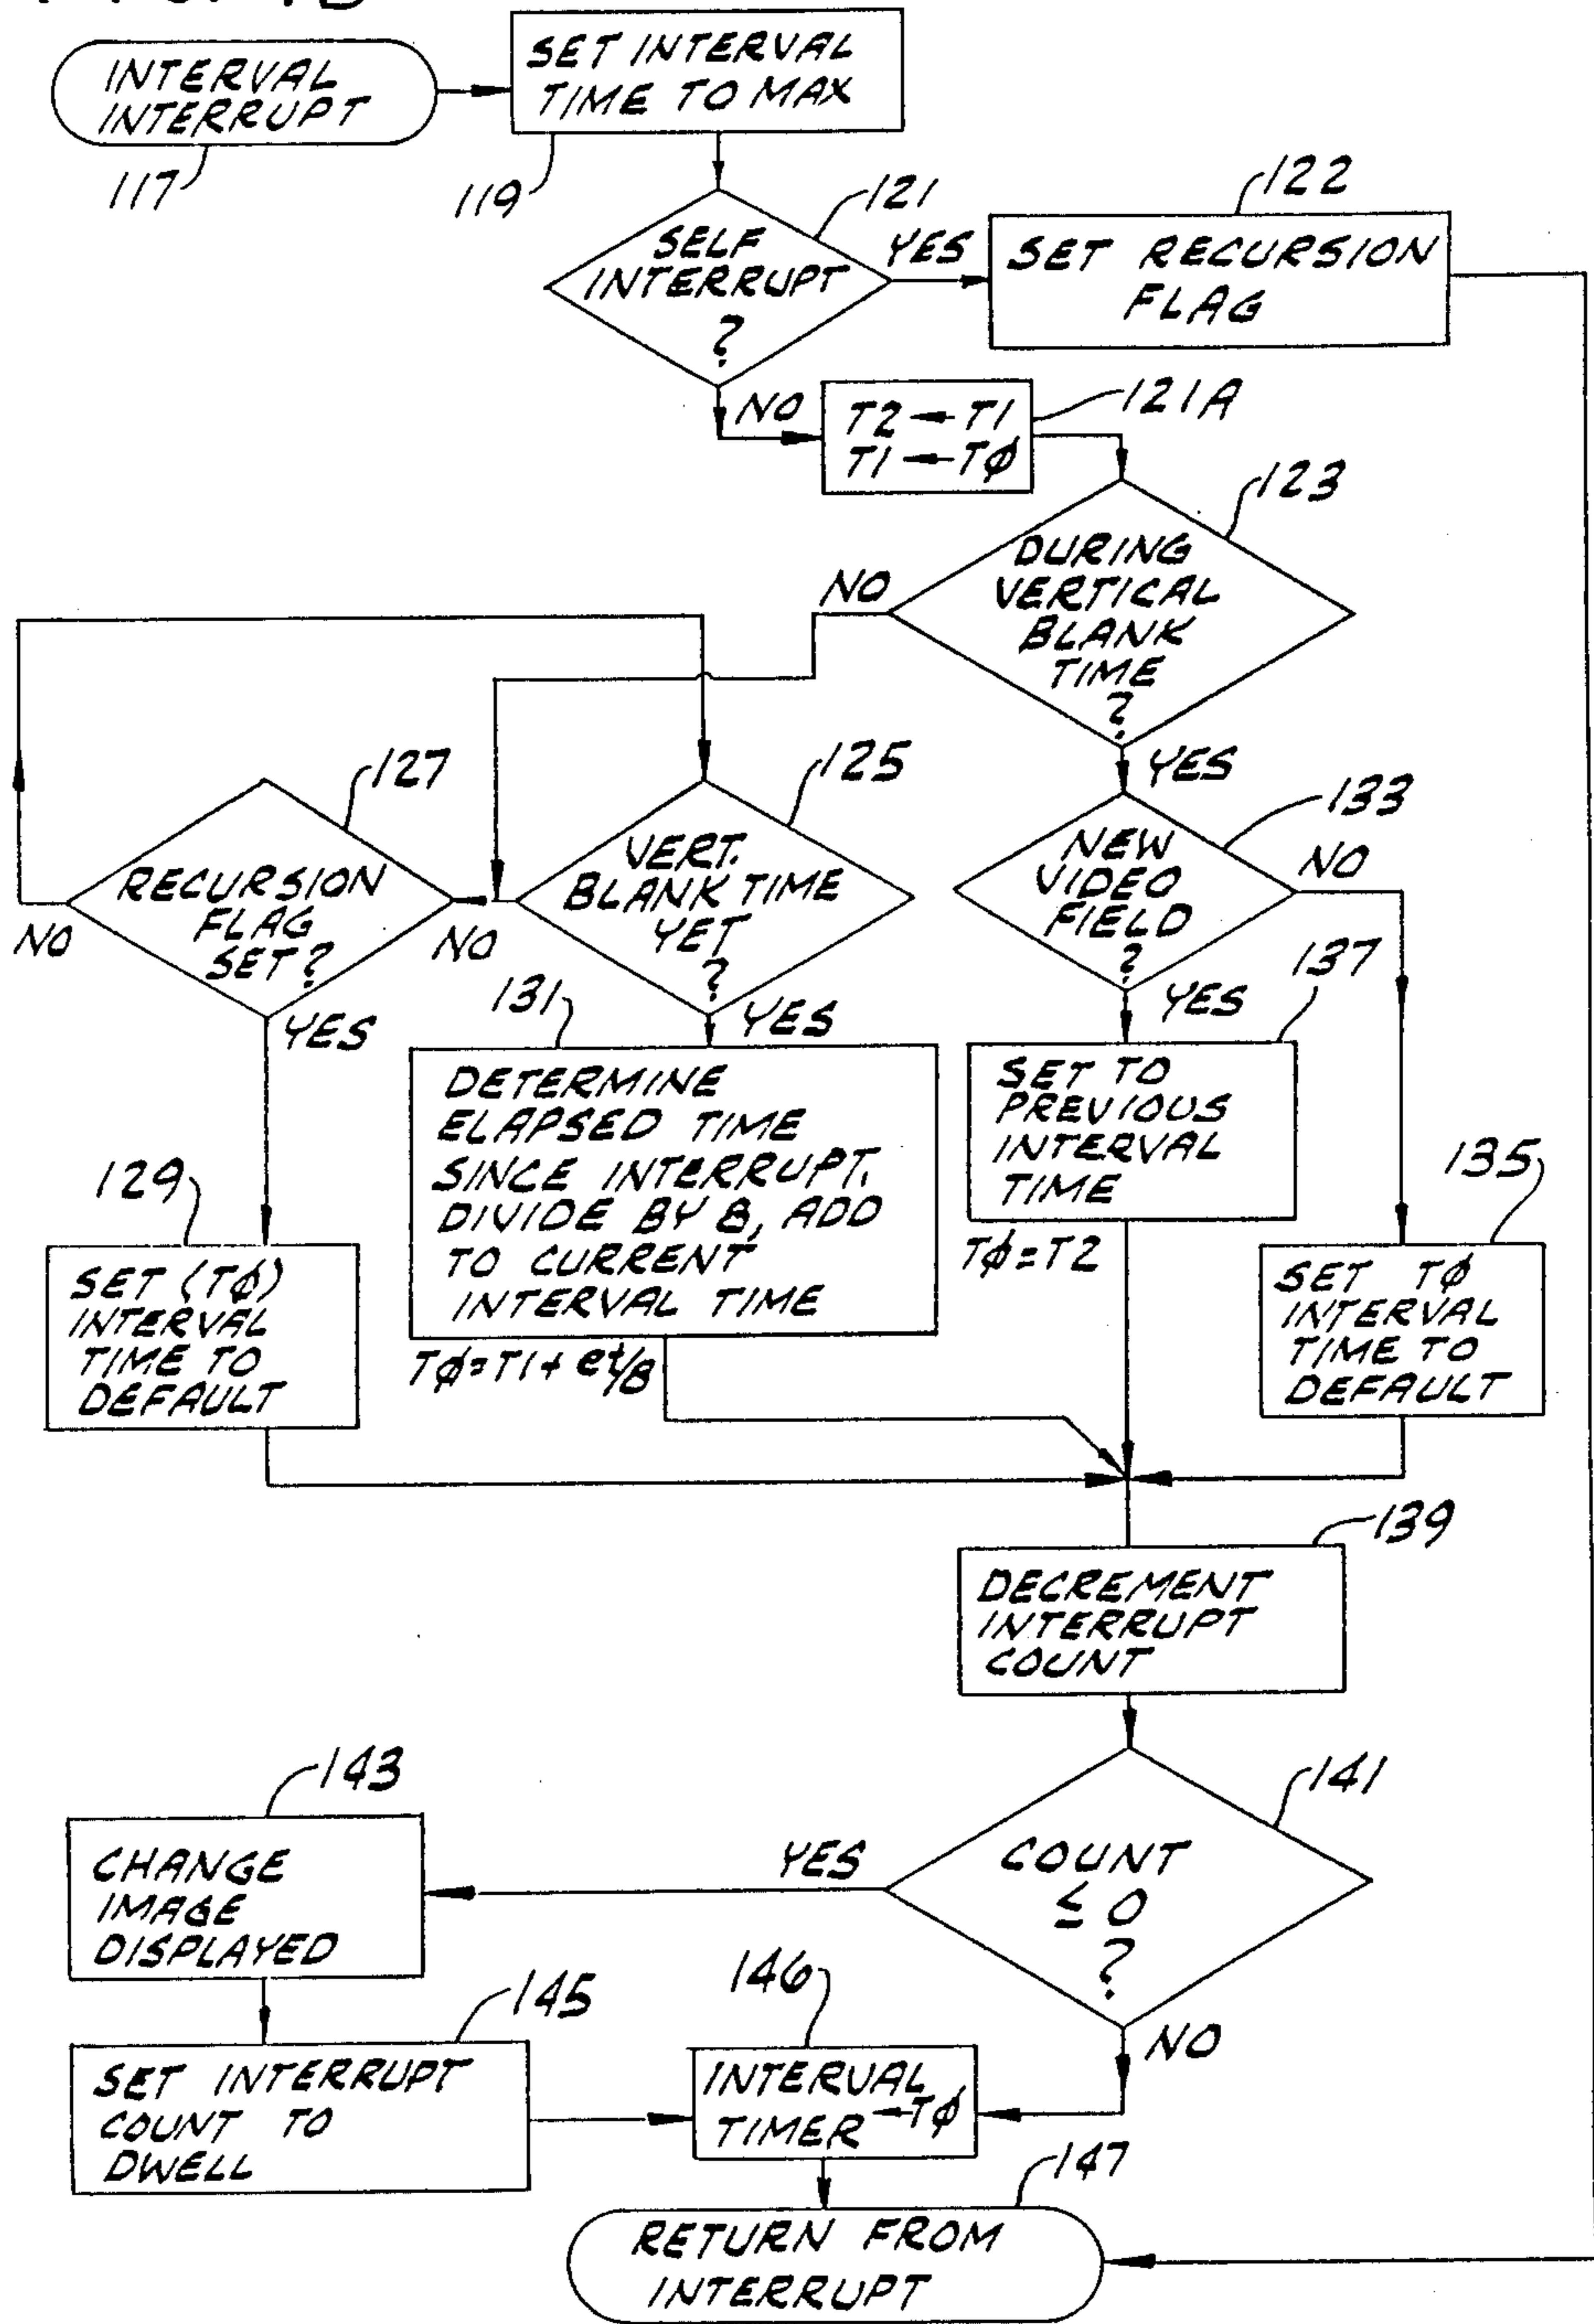 INTERVAL
INTERRUPT
117
SET INTERVAL
TIME TO MAX
119
SELF
INTERRUPT
?
121
YES
SET RECURSION
FLAG
122
NO
T2 ← T1
T1 ← TØ
121A
DURING
VERTICAL
BLANK
TIME
?
123
NO
YES
RECURSION
FLAG
SET?
127
NO
YES
VERT.
BLANK TIME
YET
?
125
NO
YES
NEW
VIDEO
FIELD
?
133
NO
YES
131
DETERMINE
ELAPSED TIME
SINCE INTERRUPT.
DIVIDE BY 8, ADD
TO CURRENT
INTERVAL TIME
TØ=T1+ et/8
137
SET TO
PREVIOUS
INTERVAL
TIME
TØ=T2
129
SET (TØ)
INTERVAL
TIME TO
DEFAULT
135
SET TØ
INTERVAL
TIME TO
DEFAULT
139
DECREMENT
INTERRUPT
COUNT
141
COUNT
≤ 0
?
YES
NO
143
CHANGE
IMAGE
DISPLAYED
145
SET INTERRUPT
COUNT TO
DWELL
146
INTERVAL
TIMER ← TØ
147
RETURN FROM
INTERRUPT